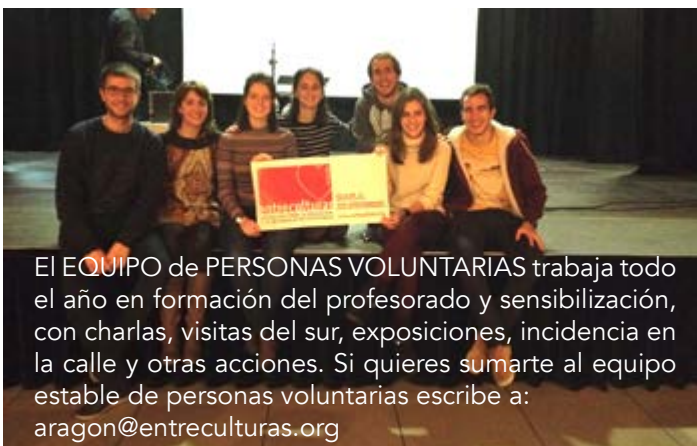 entreculturas
El EQUIPO de PERSONAS VOLUNTARIAS trabaja todo
el año en formación del profesorado y sensibilización,
con charlas, visitas del sur, exposiciones, incidencia en
la calle y otras acciones. Si quieres sumarte al equipo
estable de personas voluntarias escribe a:
aragon@entreculturas.org